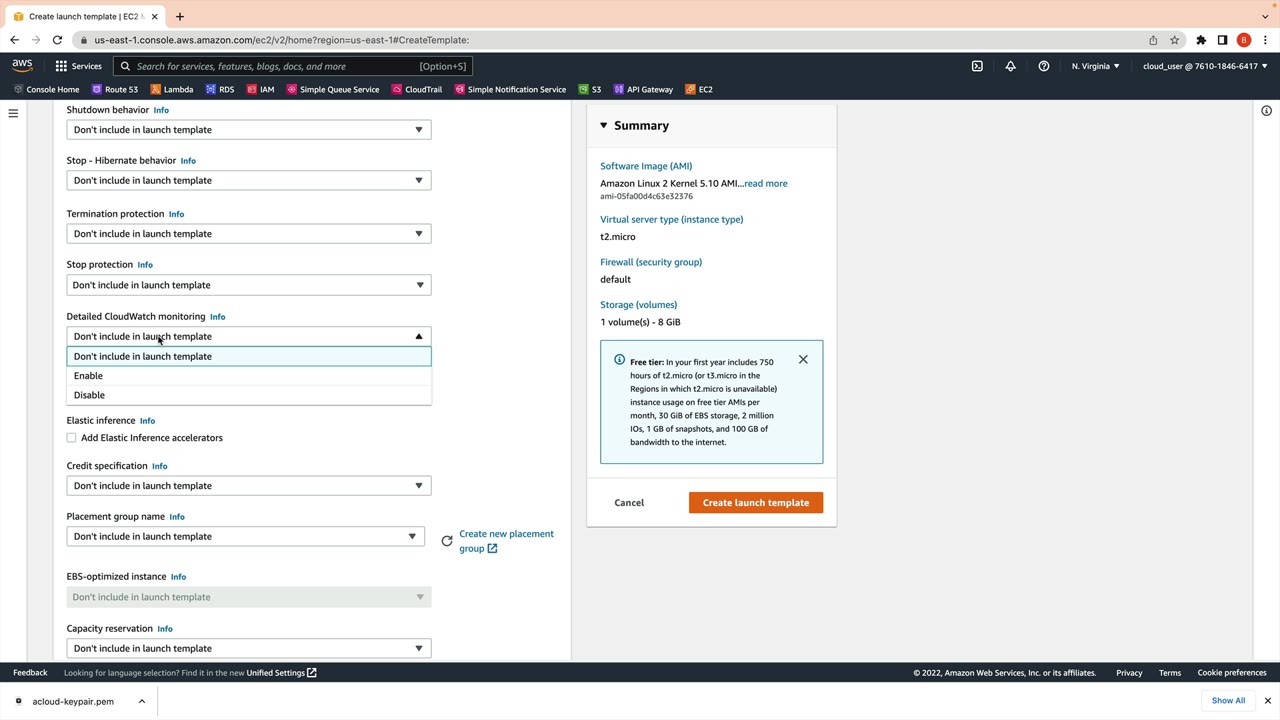 Create launch template | EC2 M
us-east-1.console.aws.amazon.com/ec2/v2/home?region=us-east-1#CreateTemplate:
B
aws
Services
Search for services, features, blogs, docs, and more
[Option+S]
N. Virginia
cloud_user @ 7610-1846-6417
Console Home
Route 53
Lambda
RDS
IAM
Simple Queue Service
CloudTrail
Simple Notification Service
S3
API Gateway
EC2
Shutdown behavior Info
Don't include in launch template
Stop - Hibernate behavior Info
Don't include in launch template
Termination protection Info
Don't include in launch template
Stop protection Info
Don't include in launch template
Detailed CloudWatch monitoring Info
Don't include in launch template
Don't include in launch template
Enable
Disable
Elastic inference Info
Add Elastic Inference accelerators
Credit specification Info
Don't include in launch template
Placement group name Info
Don't include in launch template
Create new placement
group
EBS-optimized instance Info
Don't include in launch template
Capacity reservation Info
Don't include in launch template
Summary
Software Image (AMI)
Amazon Linux 2 Kernel 5.10 AMI...read more
ami-05fa00d4c63e32376
Virtual server type (instance type)
t2.micro
Firewall (security group)
default
Storage (volumes)
1 volume(s) - 8 GiB
Free tier: In your first year includes 750
hours of t2.micro (or t3.micro in the
Regions in which t2.micro is unavailable)
instance usage on free tier AMIs per
month, 30 GiB of EBS storage, 2 million
IOs, 1 GB of snapshots, and 100 GB of
bandwidth to the internet.
Cancel
Create launch template
Feedback
Looking for language selection? Find it in the new Unified Settings
© 2022, Amazon Web Services, Inc. or its affiliates.
Privacy
Terms
Cookie preferences
acloud-keypair.pem
Show All